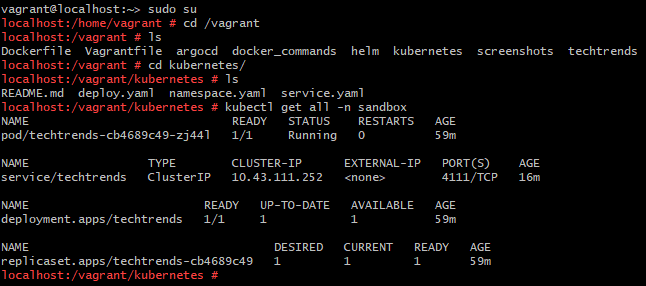 vagrant@localhost:~> sudo su
localhost:/home/vagrant # cd /vagrant
localhost:/vagrant # ls
Dockerfile  Vagrantfile  argocd  docker_commands  helm  kubernetes  screenshots  techtrends
localhost:/vagrant # cd kubernetes/
localhost:/vagrant/kubernetes # ls
README.md  deploy.yaml  namespace.yaml  service.yaml
localhost:/vagrant/kubernetes # kubectl get all -n sandbox
NAME                             READY   STATUS    RESTARTS   AGE
pod/techtrends-cb4689c49-zj44l   1/1     Running   0          59m
NAME                 TYPE        CLUSTER-IP      EXTERNAL-IP   PORT(S)    AGE
service/techtrends   ClusterIP   10.43.111.252   <none>        4111/TCP   16m
NAME                         READY   UP-TO-DATE   AVAILABLE   AGE
deployment.apps/techtrends   1/1     1            1           59m
NAME                                   DESIRED   CURRENT   READY   AGE
replicaset.apps/techtrends-cb4689c49   1         1         1       59m
localhost:/vagrant/kubernetes #